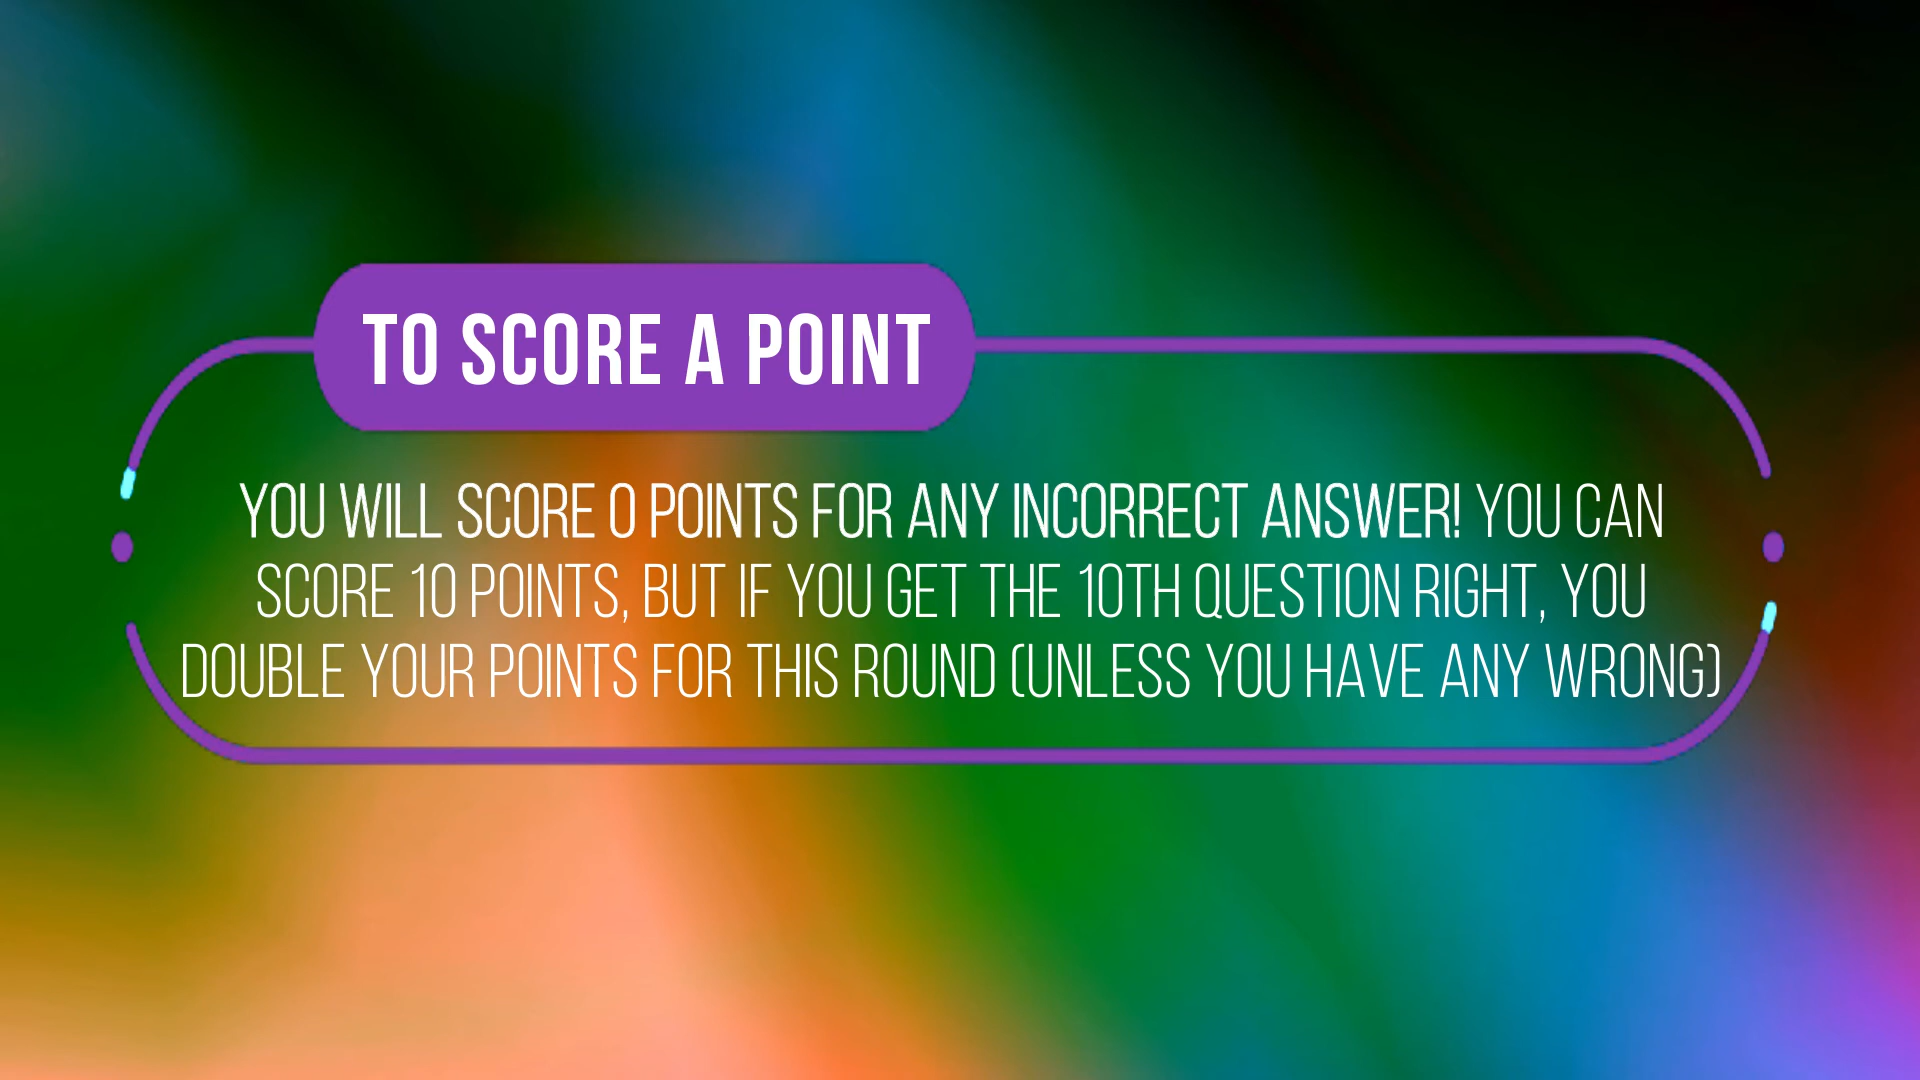 TO SCORE A POINT
YOU WILL SCORE 0 POINTS FOR ANY INCORRECT ANSWER! YOU CAN
SCORE 10 POINTS, BUT IF YOU GET THE 10TH QUESTION RIGHT, YOU
DOUBLE YOUR POINTS FOR THIS ROUND (UNLESS YOU HAVE ANY WRONG)